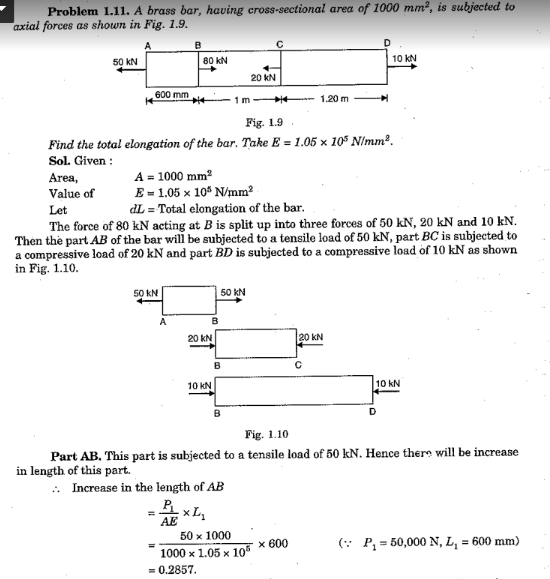 Problem 1.11. A brass bar, having cross-sectional area of 1000 mm², is subjected to
axial forces as shown in Fig. 1.9.
A B C D
50 kN 80 kN 10 kN
20 kN
600 mm 1 m 1.20 m
Fig. 1.9
Find the total elongation of the bar. Take E = 1.05 × 10⁵ N/mm².
Sol. Given :
Area, A = 1000 mm²
Value of E = 1.05 × 10⁵ N/mm²
Let dL = Total elongation of the bar.
The force of 80 kN acting at B is split up into three forces of 50 kN, 20 kN and 10 kN.
Then the part AB of the bar will be subjected to a tensile load of 50 kN, part BC is subjected to
a compressive load of 20 kN and part BD is subjected to a compressive load of 10 kN as shown
in Fig. 1.10.
50 kN 50 kN
A B
20 kN 20 kN
B C
10 kN 10 kN
B D
Fig. 1.10
Part AB. This part is subjected to a tensile load of 50 kN. Hence there will be increase
in length of this part.
∴ Increase in the length of AB
= P₁/AE × L₁
= 50 × 1000 / 1000 × 1.05 × 10⁵ × 600 (∵ P₁ = 50,000 N, L₁ = 600 mm)
= 0.2857.